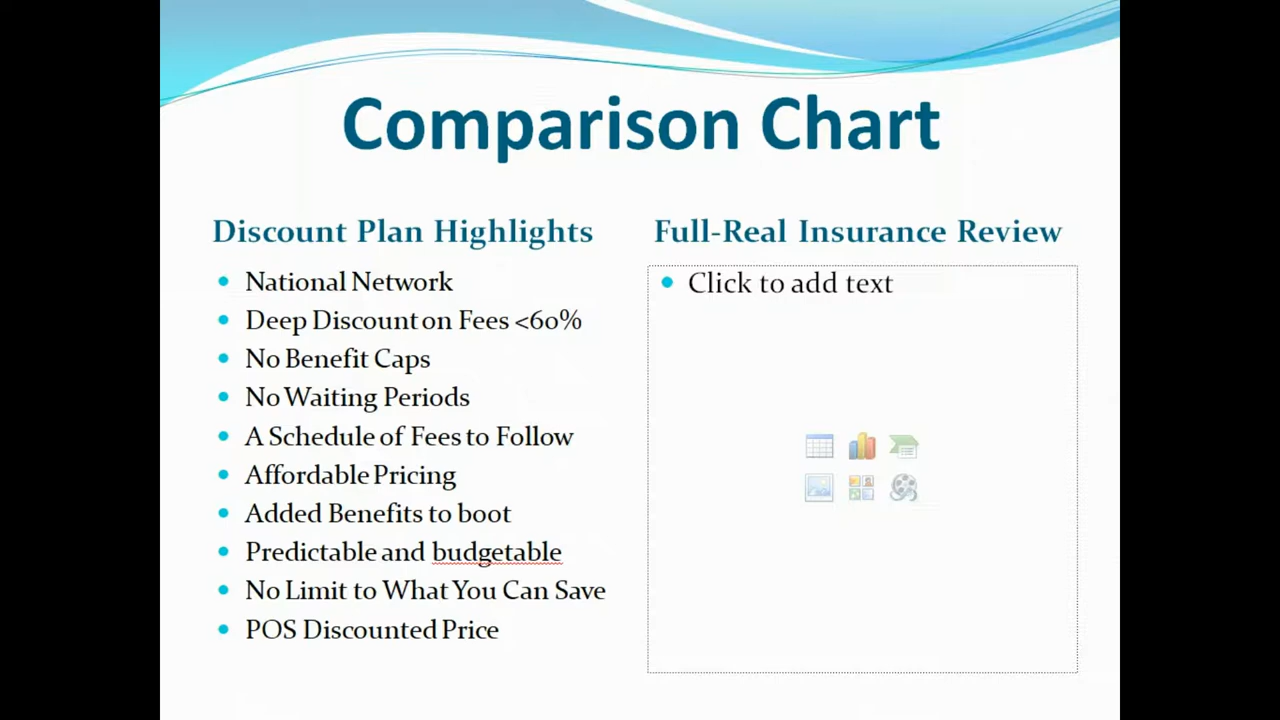 Comparison Chart
Discount Plan Highlights
National Network
Deep Discount on Fees <60%
No Benefit Caps
No Waiting Periods
A Schedule of Fees to Follow
Affordable Pricing
Added Benefits to boot
Predictable and budgetable
No Limit to What You Can Save
POS Discounted Price
Full-Real Insurance Review
Click to add text